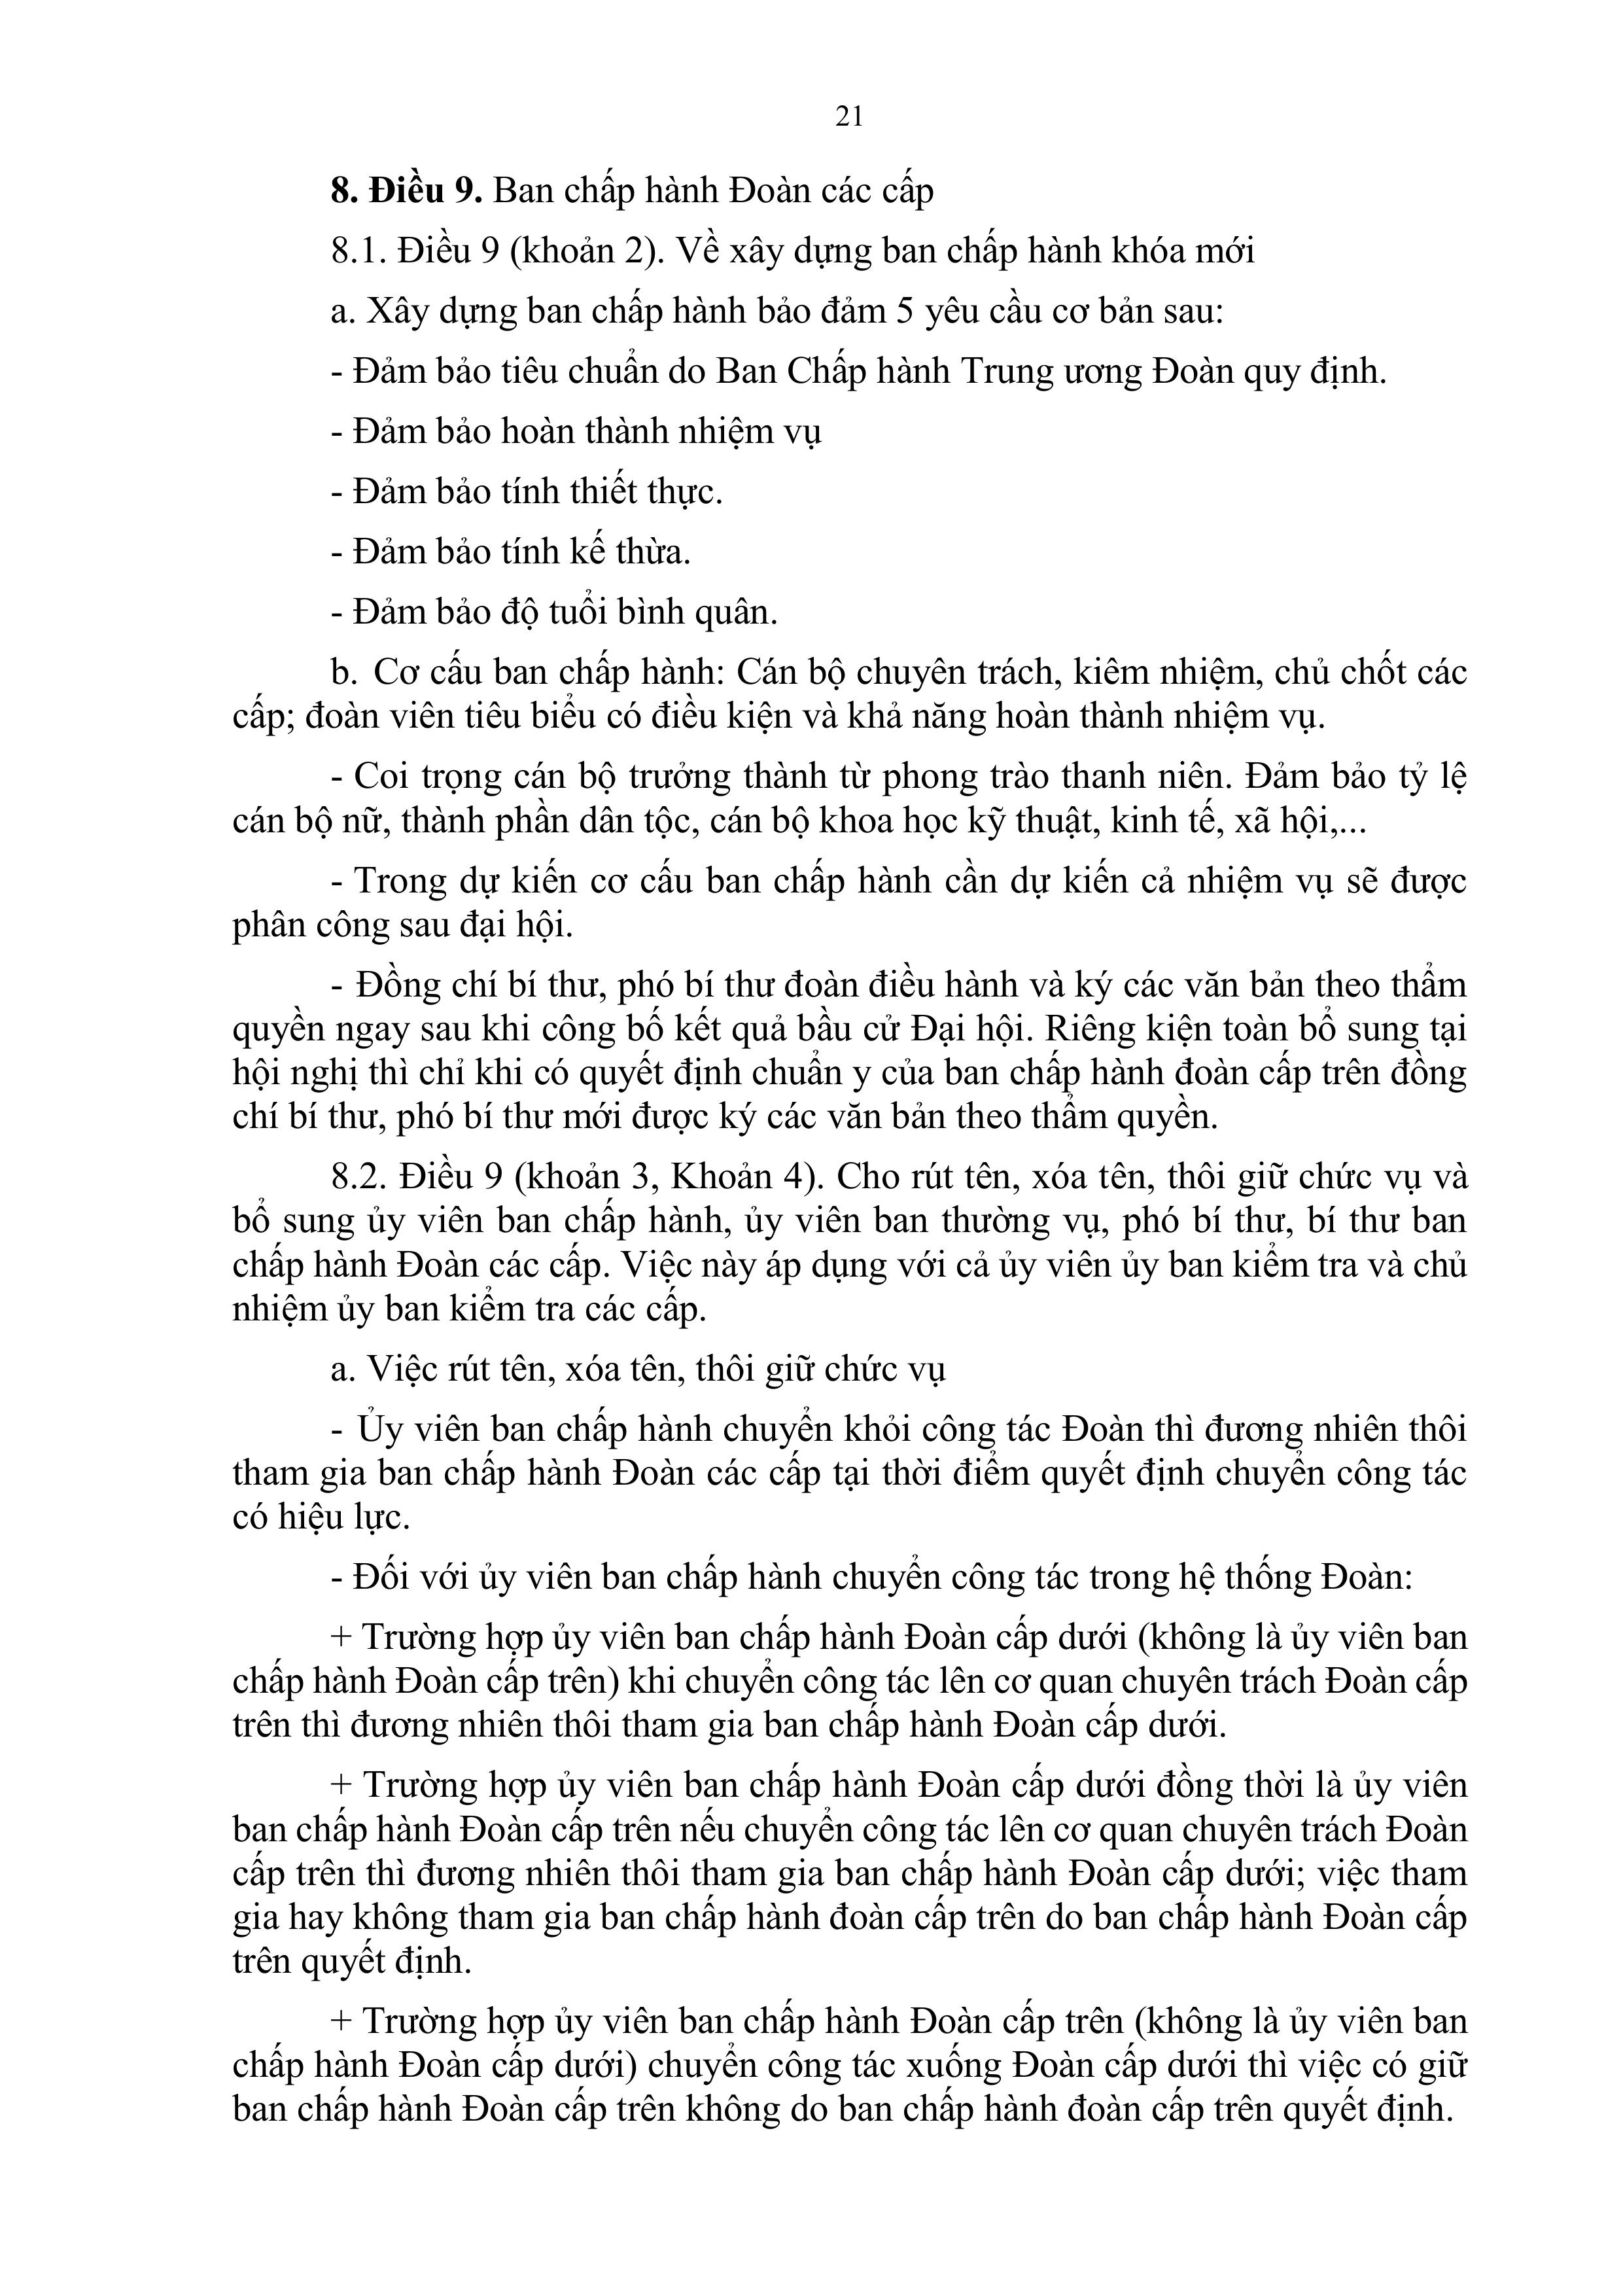 21
8. Điều 9. Ban chấp hành Đoàn các cấp
8.1. Điều 9 (khoản 2). Về xây dựng ban chấp hành khóa mới
a. Xây dựng ban chấp hành bảo đảm 5 yêu cầu cơ bản sau:
- Đảm bảo tiêu chuẩn do Ban Chấp hành Trung ương Đoàn quy định.
- Đảm bảo hoàn thành nhiệm vụ
- Đảm bảo tính thiết thực.
- Đảm bảo tính kế thừa.
- Đảm bảo độ tuổi bình quân.
b. Cơ cấu ban chấp hành: Cán bộ chuyên trách, kiêm nhiệm, chủ chốt các
cấp; đoàn viên tiêu biểu có điều kiện và khả năng hoàn thành nhiệm vụ.
- Coi trọng cán bộ trưởng thành từ phong trào thanh niên. Đảm bảo tỷ lệ
cán bộ nữ, thành phần dân tộc, cán bộ khoa học kỹ thuật, kinh tế, xã hội,...
- Trong dự kiến cơ cấu ban chấp hành cần dự kiến cả nhiệm vụ sẽ được
phân công sau đại hội.
- Đồng chí bí thư, phó bí thư đoàn điều hành và ký các văn bản theo thẩm
quyền ngay sau khi công bố kết quả bầu cử Đại hội. Riêng kiện toàn bổ sung tại
hội nghị thì chỉ khi có quyết định chuẩn y của ban chấp hành đoàn cấp trên đồng
chí bí thư, phó bí thư mới được ký các văn bản theo thẩm quyền.
8.2. Điều 9 (khoản 3, Khoản 4). Cho rút tên, xóa tên, thôi giữ chức vụ và
bổ sung ủy viên ban chấp hành, ủy viên ban thường vụ, phó bí thư, bí thư ban
chấp hành Đoàn các cấp. Việc này áp dụng với cả ủy viên ủy ban kiểm tra và chủ
nhiệm ủy ban kiểm tra các cấp.
a. Việc rút tên, xóa tên, thôi giữ chức vụ
- Ủy viên ban chấp hành chuyển khỏi công tác Đoàn thì đương nhiên thôi
tham gia ban chấp hành Đoàn các cấp tại thời điểm quyết định chuyển công tác
có hiệu lực.
- Đối với ủy viên ban chấp hành chuyển công tác trong hệ thống Đoàn:
+ Trường hợp ủy viên ban chấp hành Đoàn cấp dưới (không là ủy viên ban
chấp hành Đoàn cấp trên) khi chuyển công tác lên cơ quan chuyên trách Đoàn cấp
trên thì đương nhiên thôi tham gia ban chấp hành Đoàn cấp dưới.
+ Trường hợp ủy viên ban chấp hành Đoàn cấp dưới đồng thời là ủy viên
ban chấp hành Đoàn cấp trên nếu chuyển công tác lên cơ quan chuyên trách Đoàn
cấp trên thì đương nhiên thôi tham gia ban chấp hành Đoàn cấp dưới; việc tham
gia hay không tham gia ban chấp hành đoàn cấp trên do ban chấp hành Đoàn cấp
trên quyết định.
+ Trường hợp ủy viên ban chấp hành Đoàn cấp trên (không là ủy viên ban
chấp hành Đoàn cấp dưới) chuyển công tác xuống Đoàn cấp dưới thì việc có giữ
ban chấp hành Đoàn cấp trên không do ban chấp hành đoàn cấp trên quyết định.